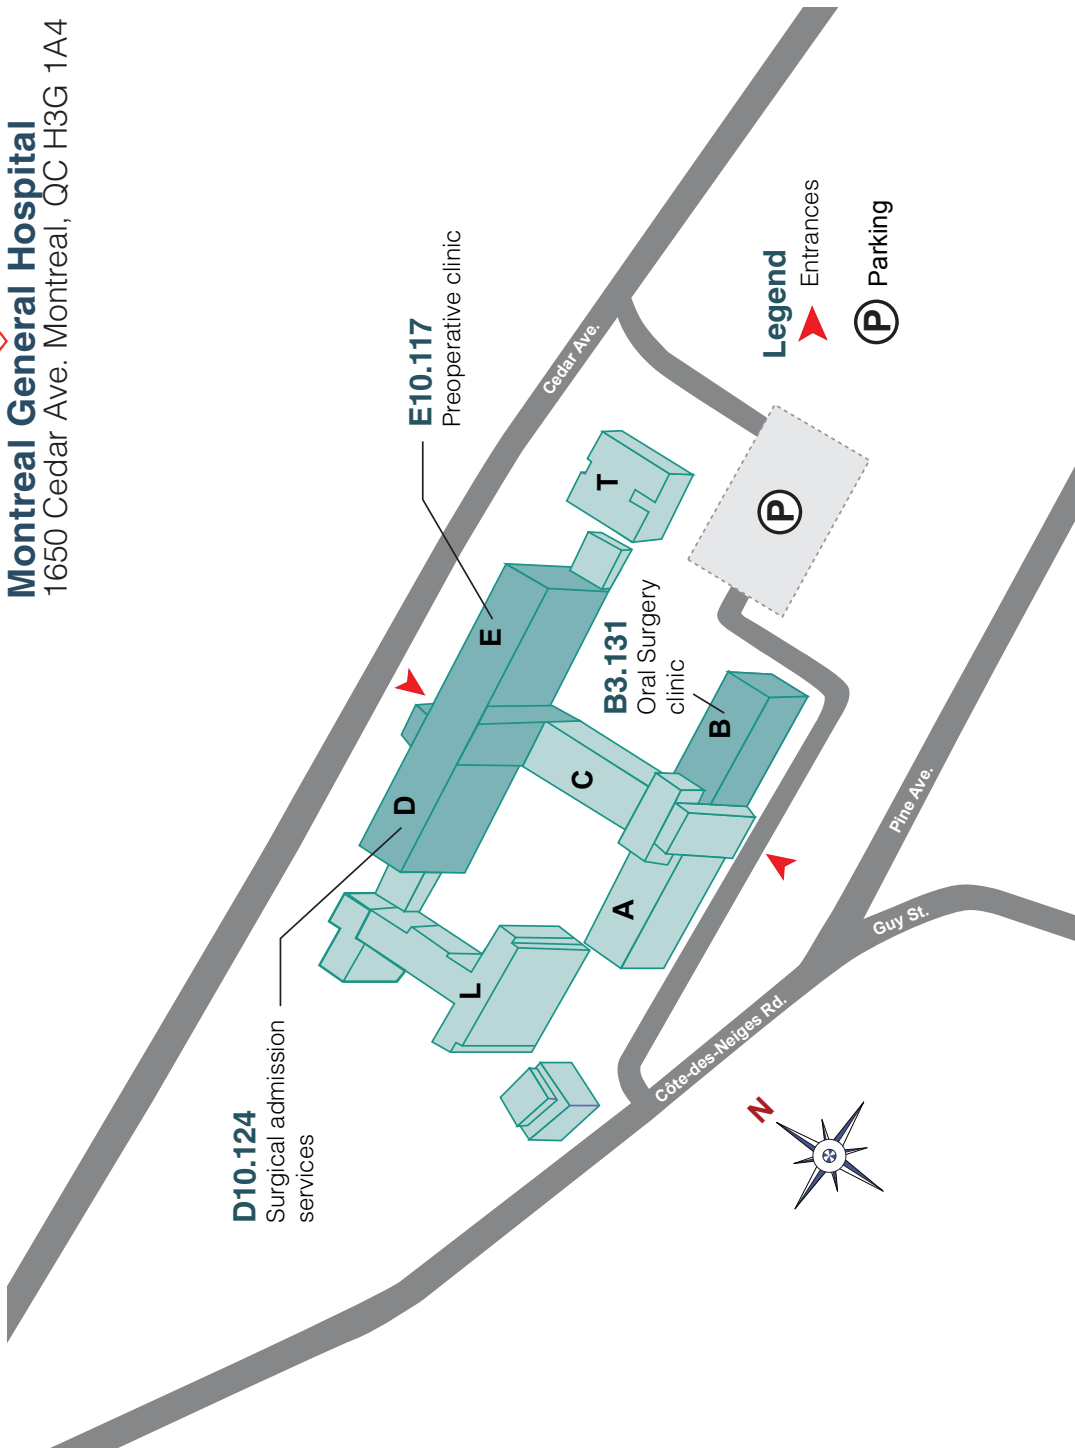 Montreal General Hospital
1650 Cedar Ave. Montreal, QC H3G 1A4
D10.124
Surgical admission
services
E10.117
Preoperative clinic
B3.131
Oral Surgery
clinic
D
E
T
C
B
A
L
Cedar Ave.
Pine Ave.
Guy St.
Côte-des-Neiges Rd.
N
P
Legend
Entrances
P Parking